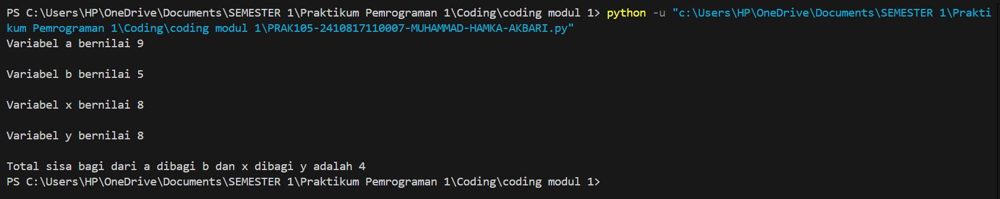 PS C:\Users\HP\OneDrive\Documents\SEMESTER 1\Praktikum Pemrograman 1\Coding\coding modul 1> python -u "c:\Users\HP\OneDrive\Documents\SEMESTER 1\Prakti
kum Pemrograman 1\Coding\coding modul 1\PRAK105-2410817110007-MUHAMMAD-HAMKA-AKBARI.py"
Variabel a bernilai 9
Variabel b bernilai 5
Variabel x bernilai 8
Variabel y bernilai 8
Total sisa bagi dari a dibagi b dan x dibagi y adalah 4
PS C:\Users\HP\OneDrive\Documents\SEMESTER 1\Praktikum Pemrograman 1\Coding\coding modul 1>